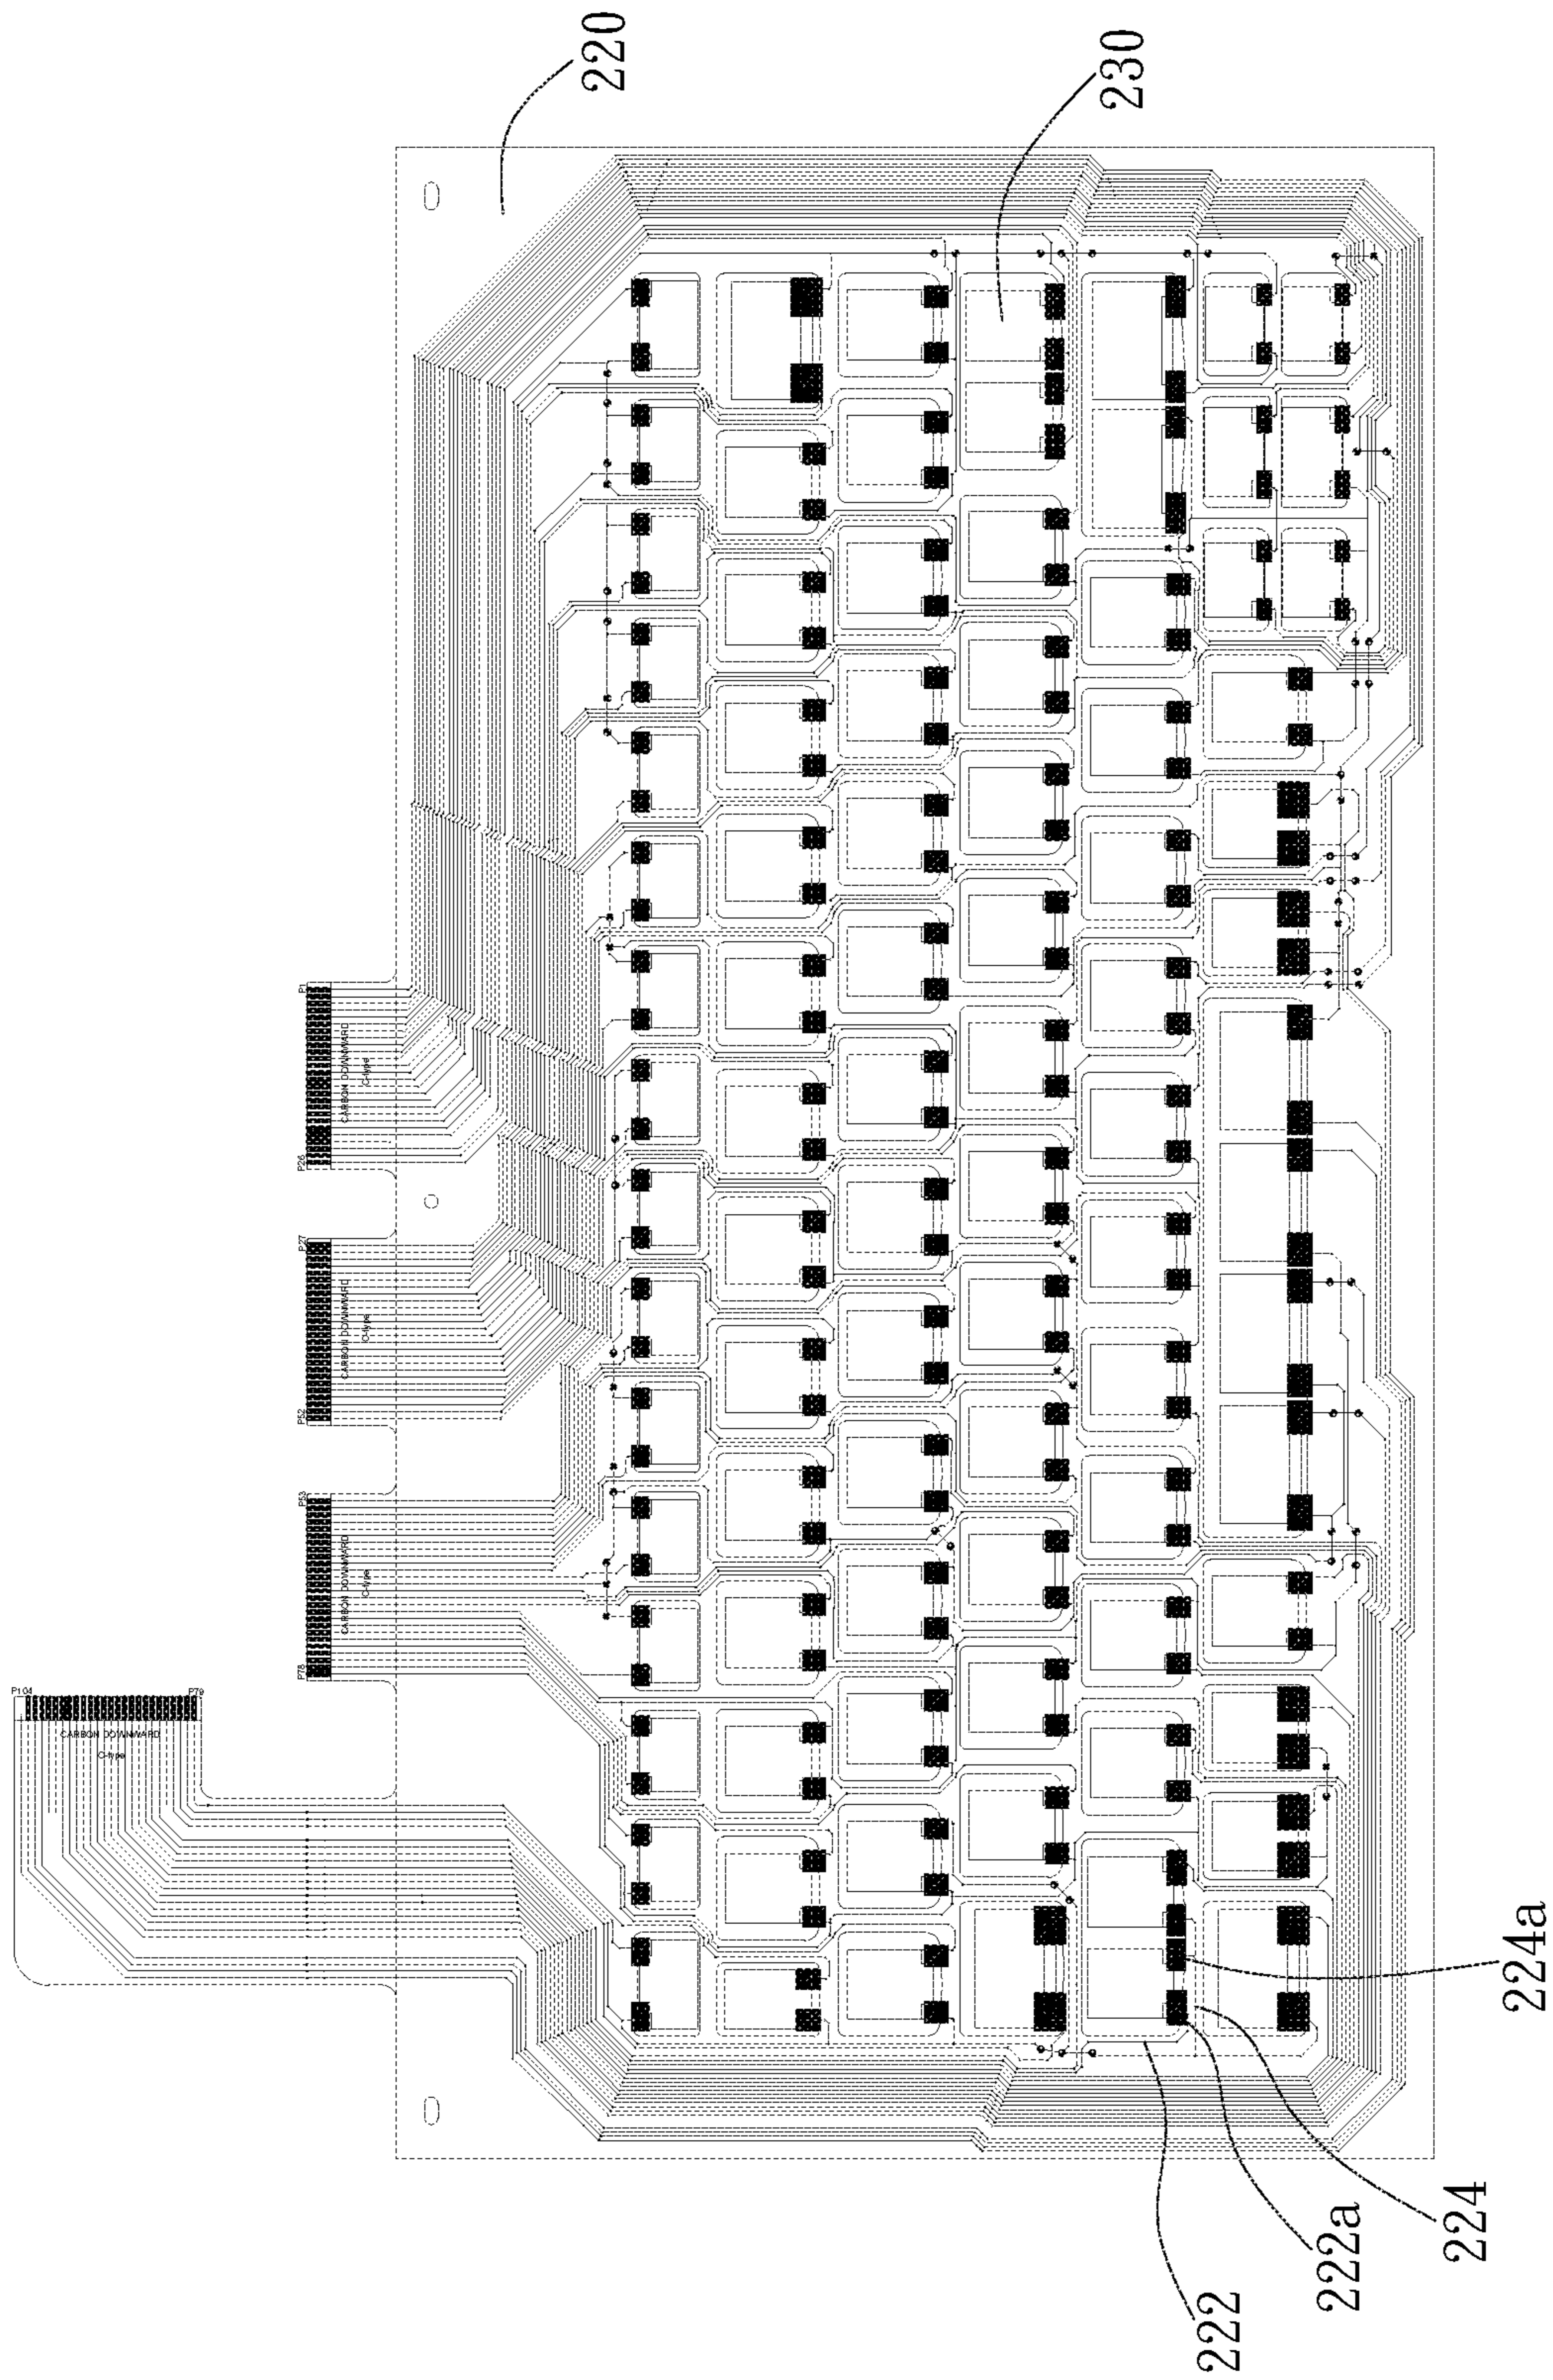 220
230
P1
CARBON DOWNWARD
C-type
P26
P27
CARBON DOWNWARD
C-type
P52
P53
CARBON DOWNWARD
C-type
P78
P104
P79
CARBON DOWNWARD
C-type
224a
224
222a
222